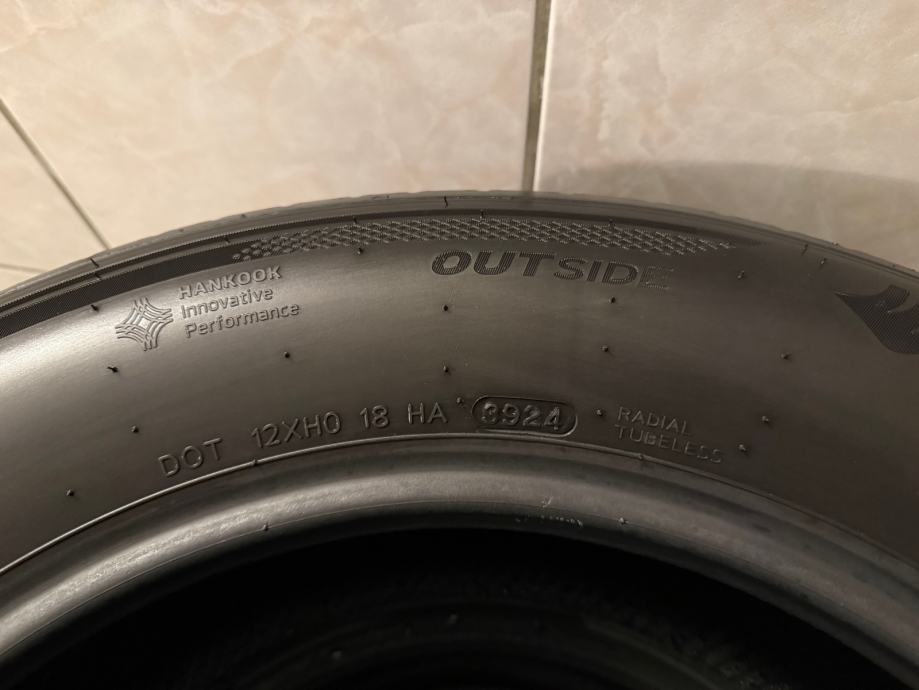 OUTSIDE
HANKOOK
Innovative
Performance
DOT 12XH0 18 HA 3924
RADIAL
TUBELESS